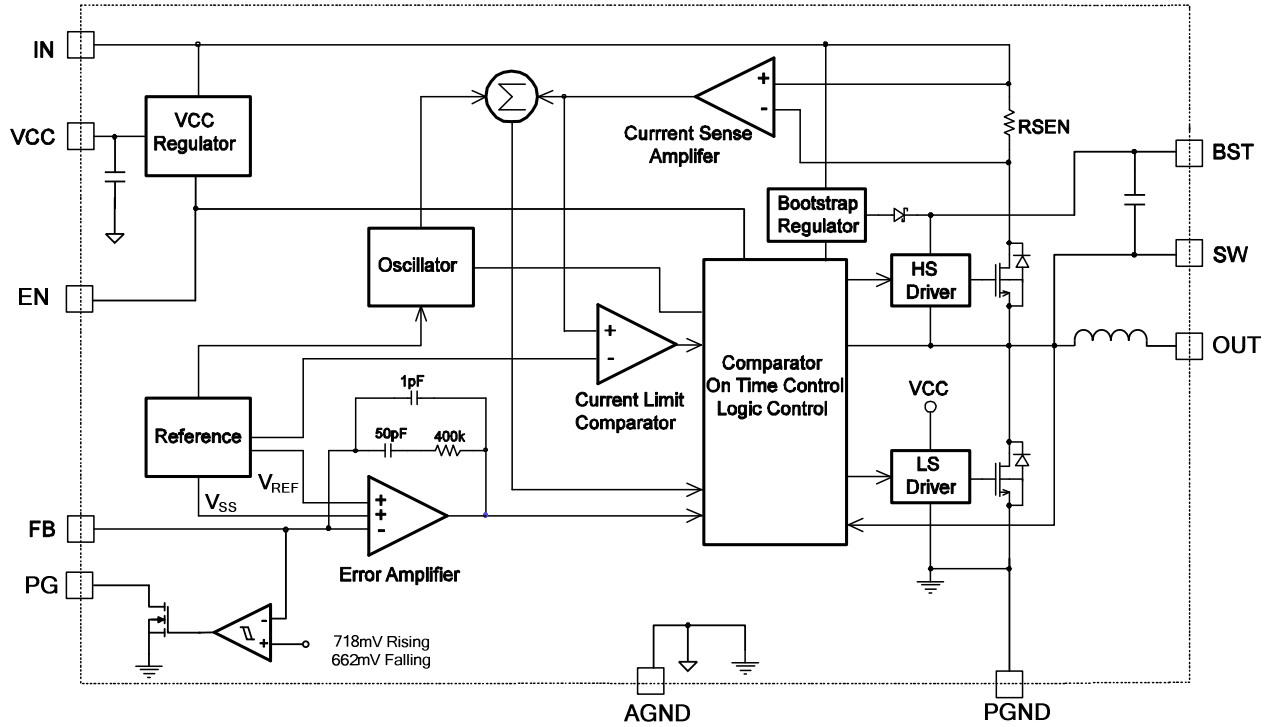 IN
VCC
Regulator
VCC
Σ
+
-
Currrent Sense
Amplifer
RSEN
BST
Bootstrap
Regulator
SW
EN
Oscillator
HS
Driver
+
-
Current Limit
Comparator
Comparator
On Time Control
Logic Control
OUT
VCC
1pF
50pF
400k
Reference
LS
Driver
VREF
VSS
+
+
-
FB
Error Amplifier
PG
-
+
718mV Rising
662mV Falling
AGND
PGND